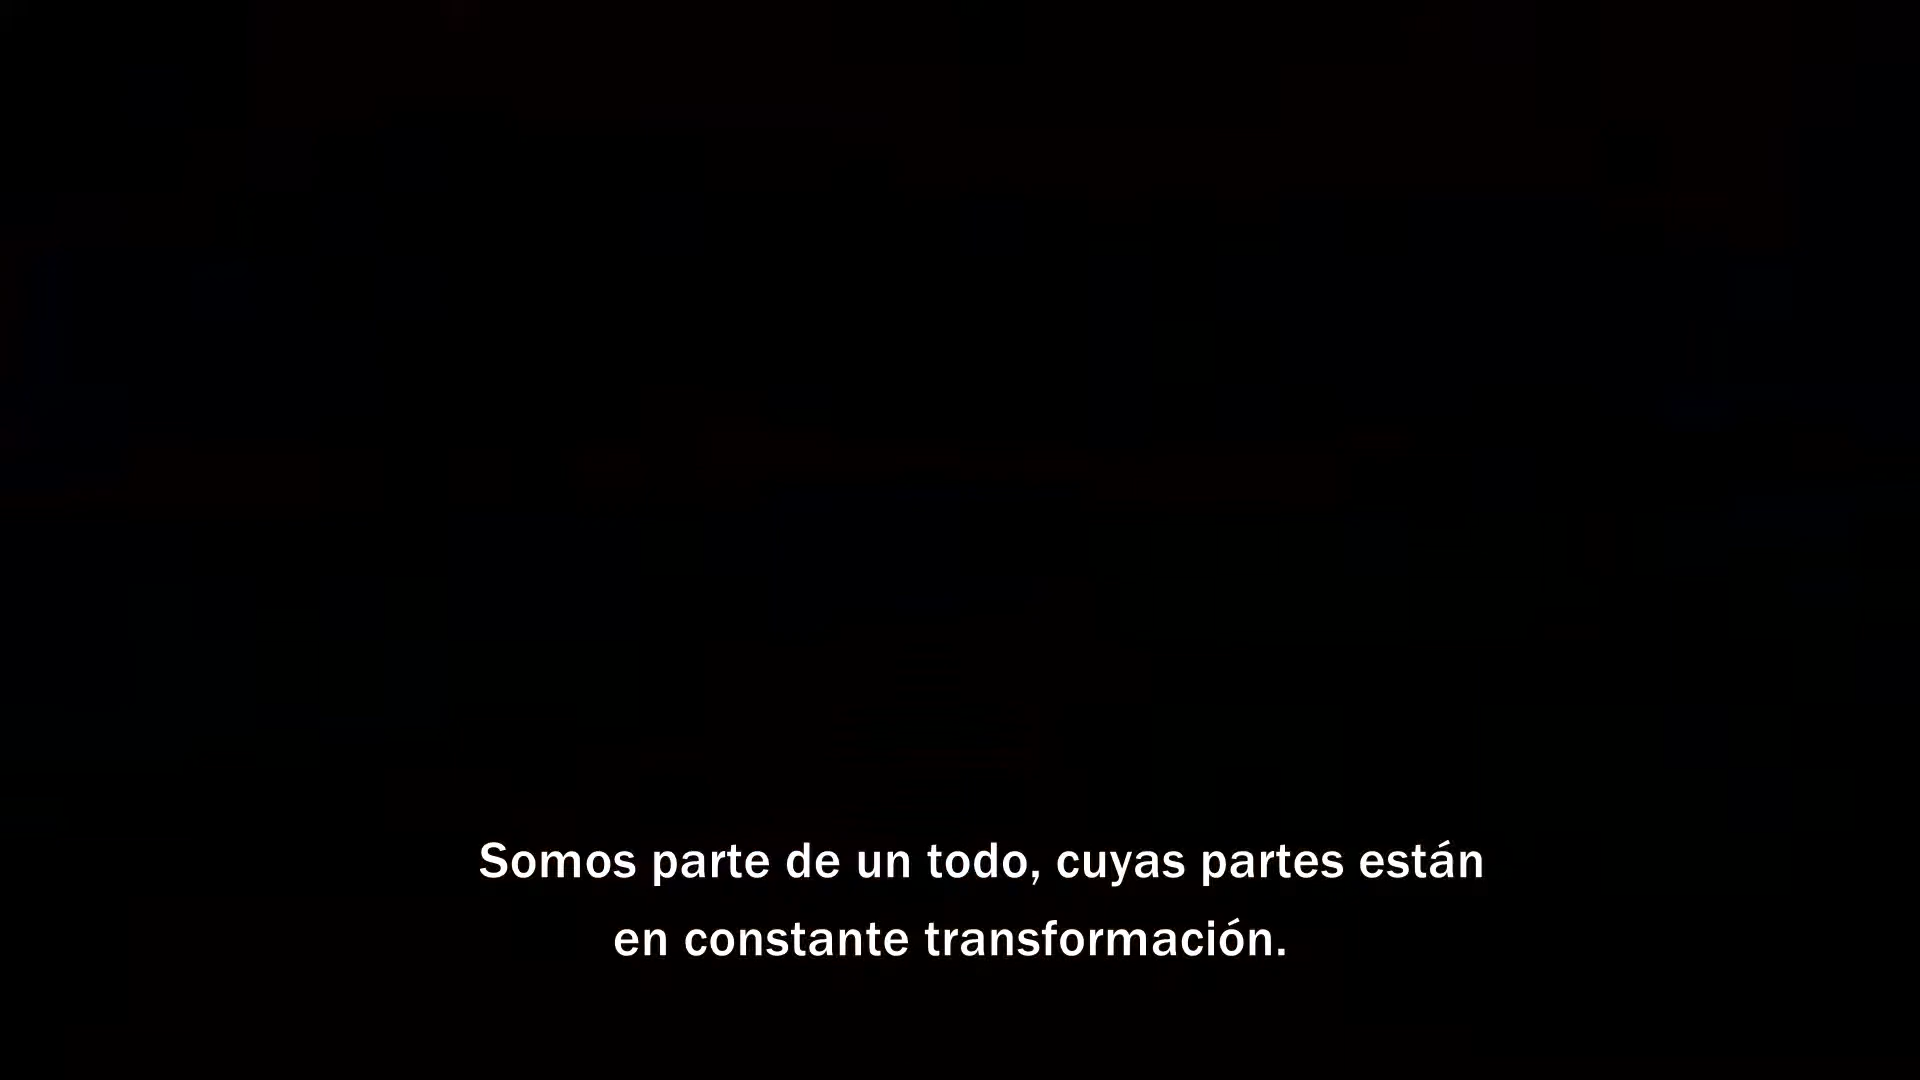 Somos parte de un todo, cuyas partes están
en constante transformación.